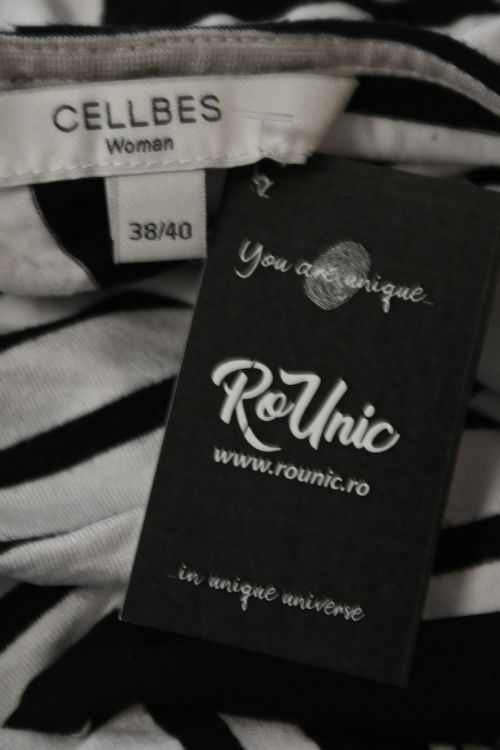 CELLBES
Woman
38/40
You are unique...
RoUnic
www.rounic.ro
...in unique universe